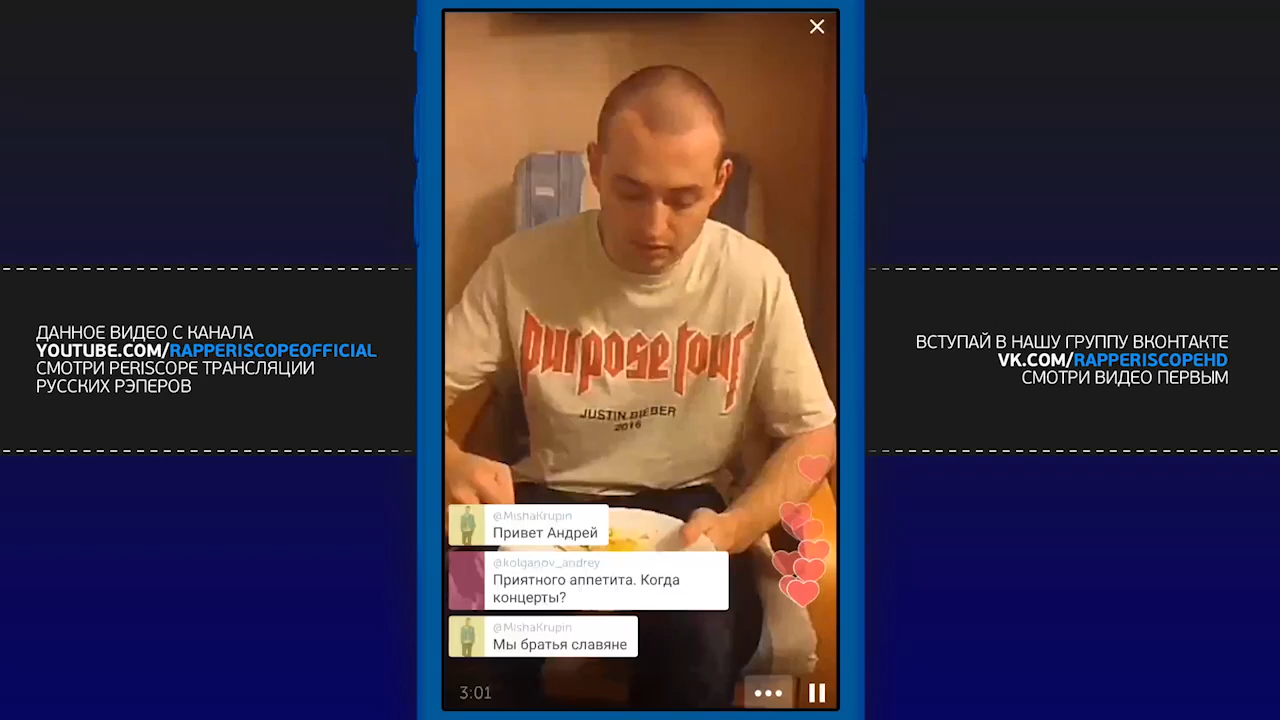 ДАННОЕ ВИДЕО С КАНАЛА
YOUTUBE.COM/RAPPERISCOPEOFFICIAL
СМОТРИ PERISCOPE ТРАНСЛЯЦИИ
РУССКИХ РЭПЕРОВ
purpose tour
JUSTIN BIEBER
2016
@MishaKrupin
Привет Андрей
@kolganov_andrey
Приятного аппетита. Когда
концерты?
@MishaKrupin
Мы братья славяне
3:01
ВСТУПАЙ В НАШУ ГРУППУ ВКОНТАКТЕ
VK.COM/RAPPERISCOPEHD
СМОТРИ ВИДЕО ПЕРВЫМ